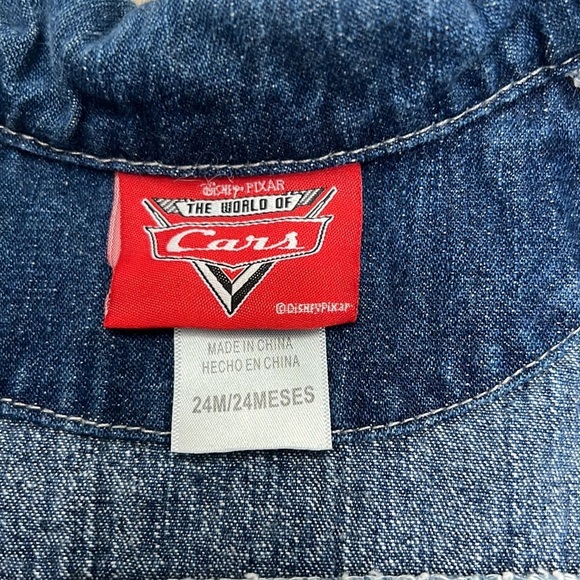 Disney·PIXAR
THE WORLD OF
Cars
©Disney/Pixar
MADE IN CHINA
HECHO EN CHINA
24M/24MESES